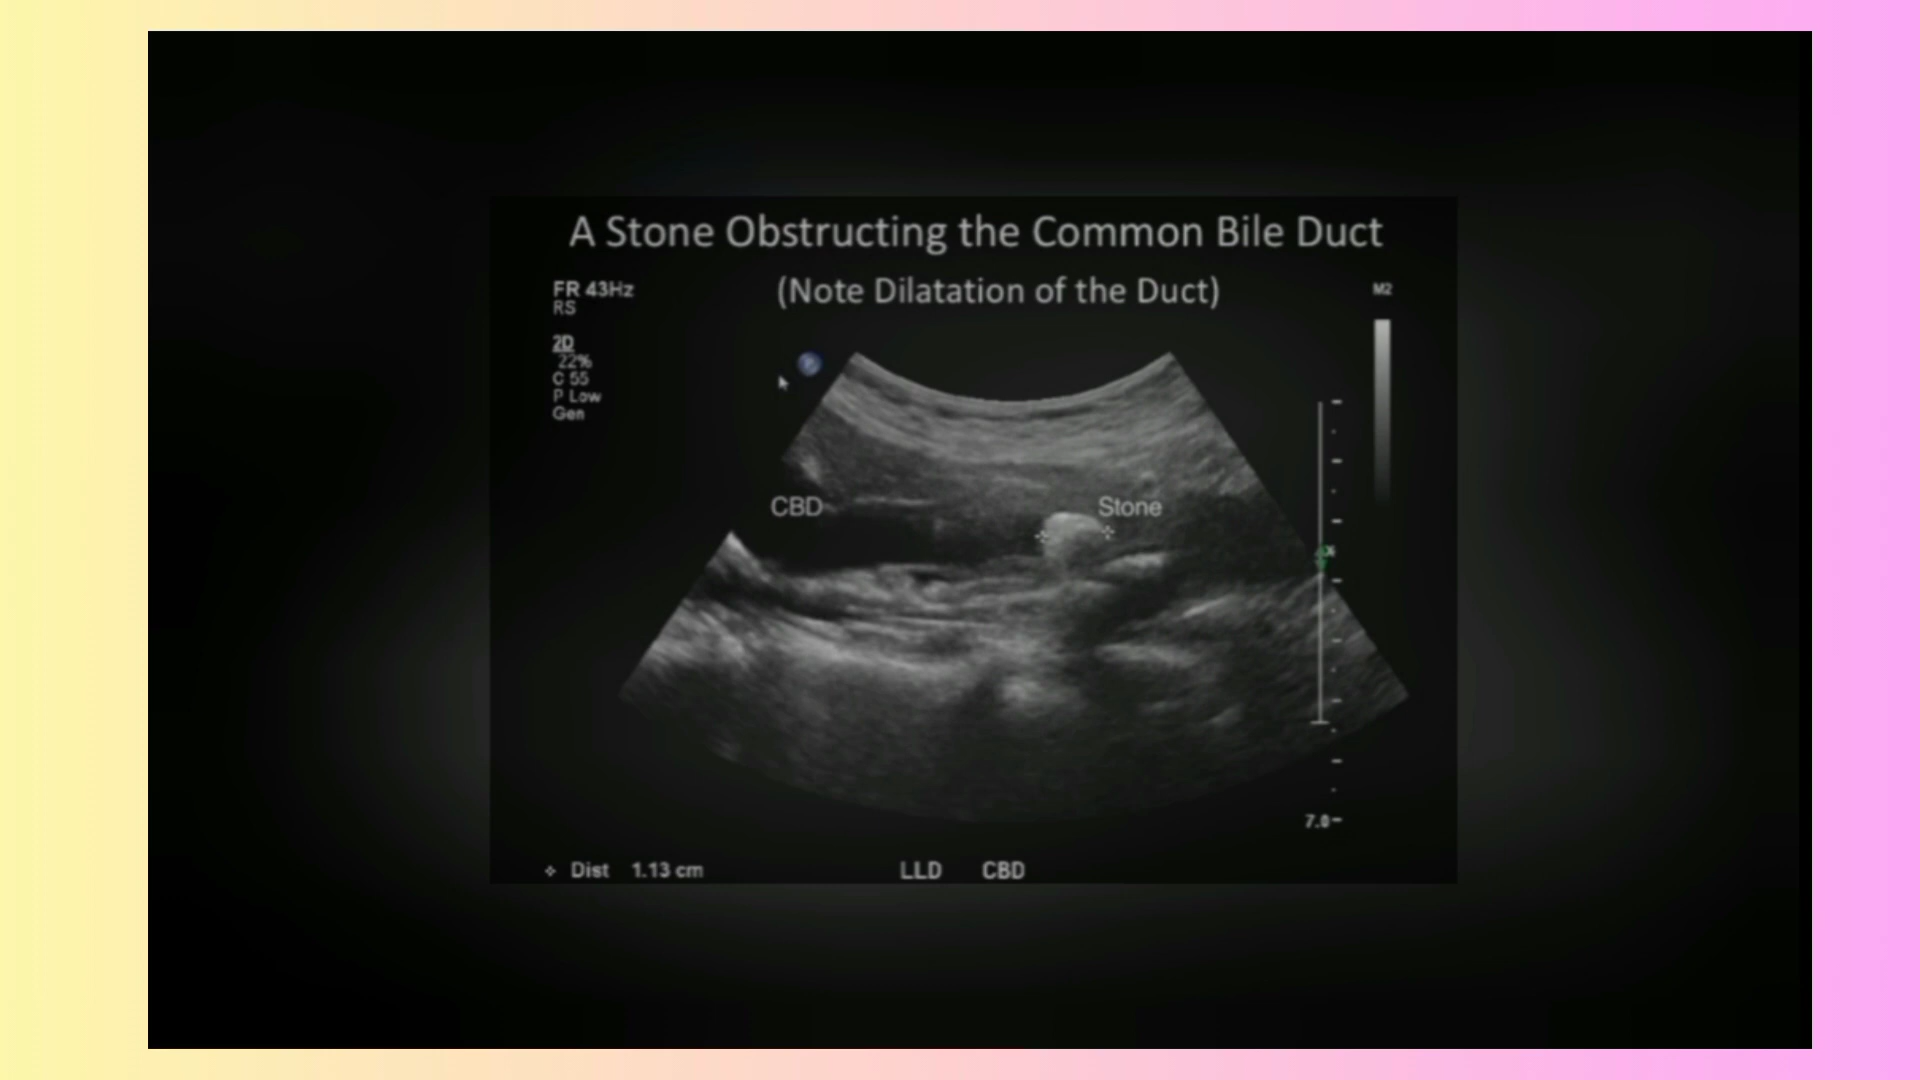 A Stone Obstructing the Common Bile Duct
(Note Dilatation of the Duct)
FR 43Hz
RS
2D
22%
C 55
P Low
Gen
M2
CBD
Stone
7.0
Dist 1.13 cm
LLD CBD